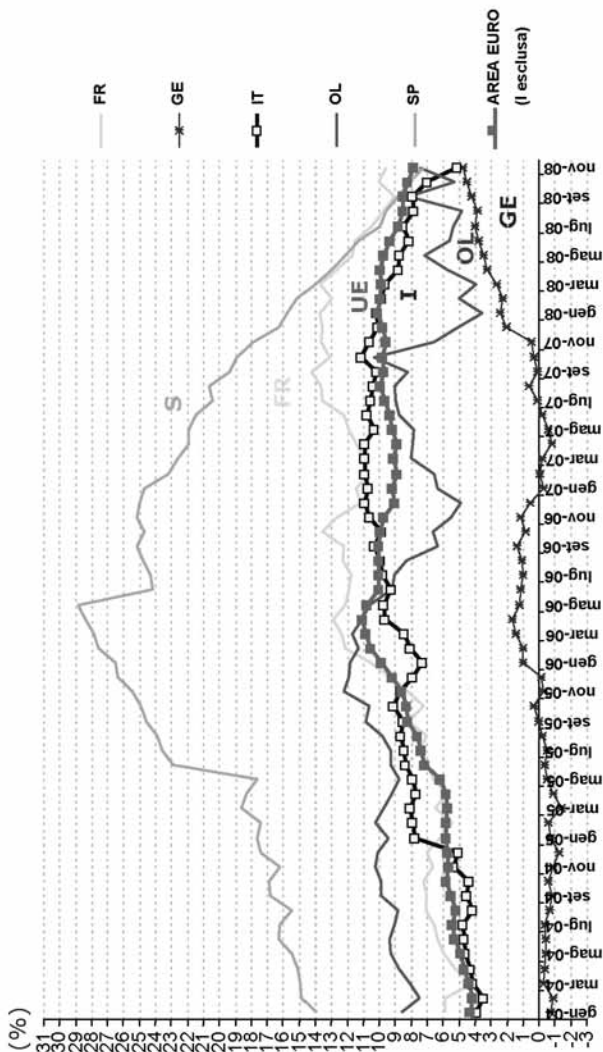 (%)
31
30
29
28
27
26
25
24
23
22
21
20
19
18
17
16
15
14
13
12
11
10
9
8
7
6
5
4
3
2
1
0
-1
-2
-3
gen-04
mar-04
mag-04
lug-04
set-04
nov-04
gen-05
mar-05
mag-05
lug-05
set-05
nov-05
gen-06
mar-06
mag-06
lug-06
set-06
nov-06
gen-07
mar-07
mag-07
lug-07
set-07
nov-07
gen-08
mar-08
mag-08
lug-08
set-08
nov-08
S
FR
UE
I
OL
GE
FR
GE
IT
OL
SP
AREA EURO
(I esclusa)